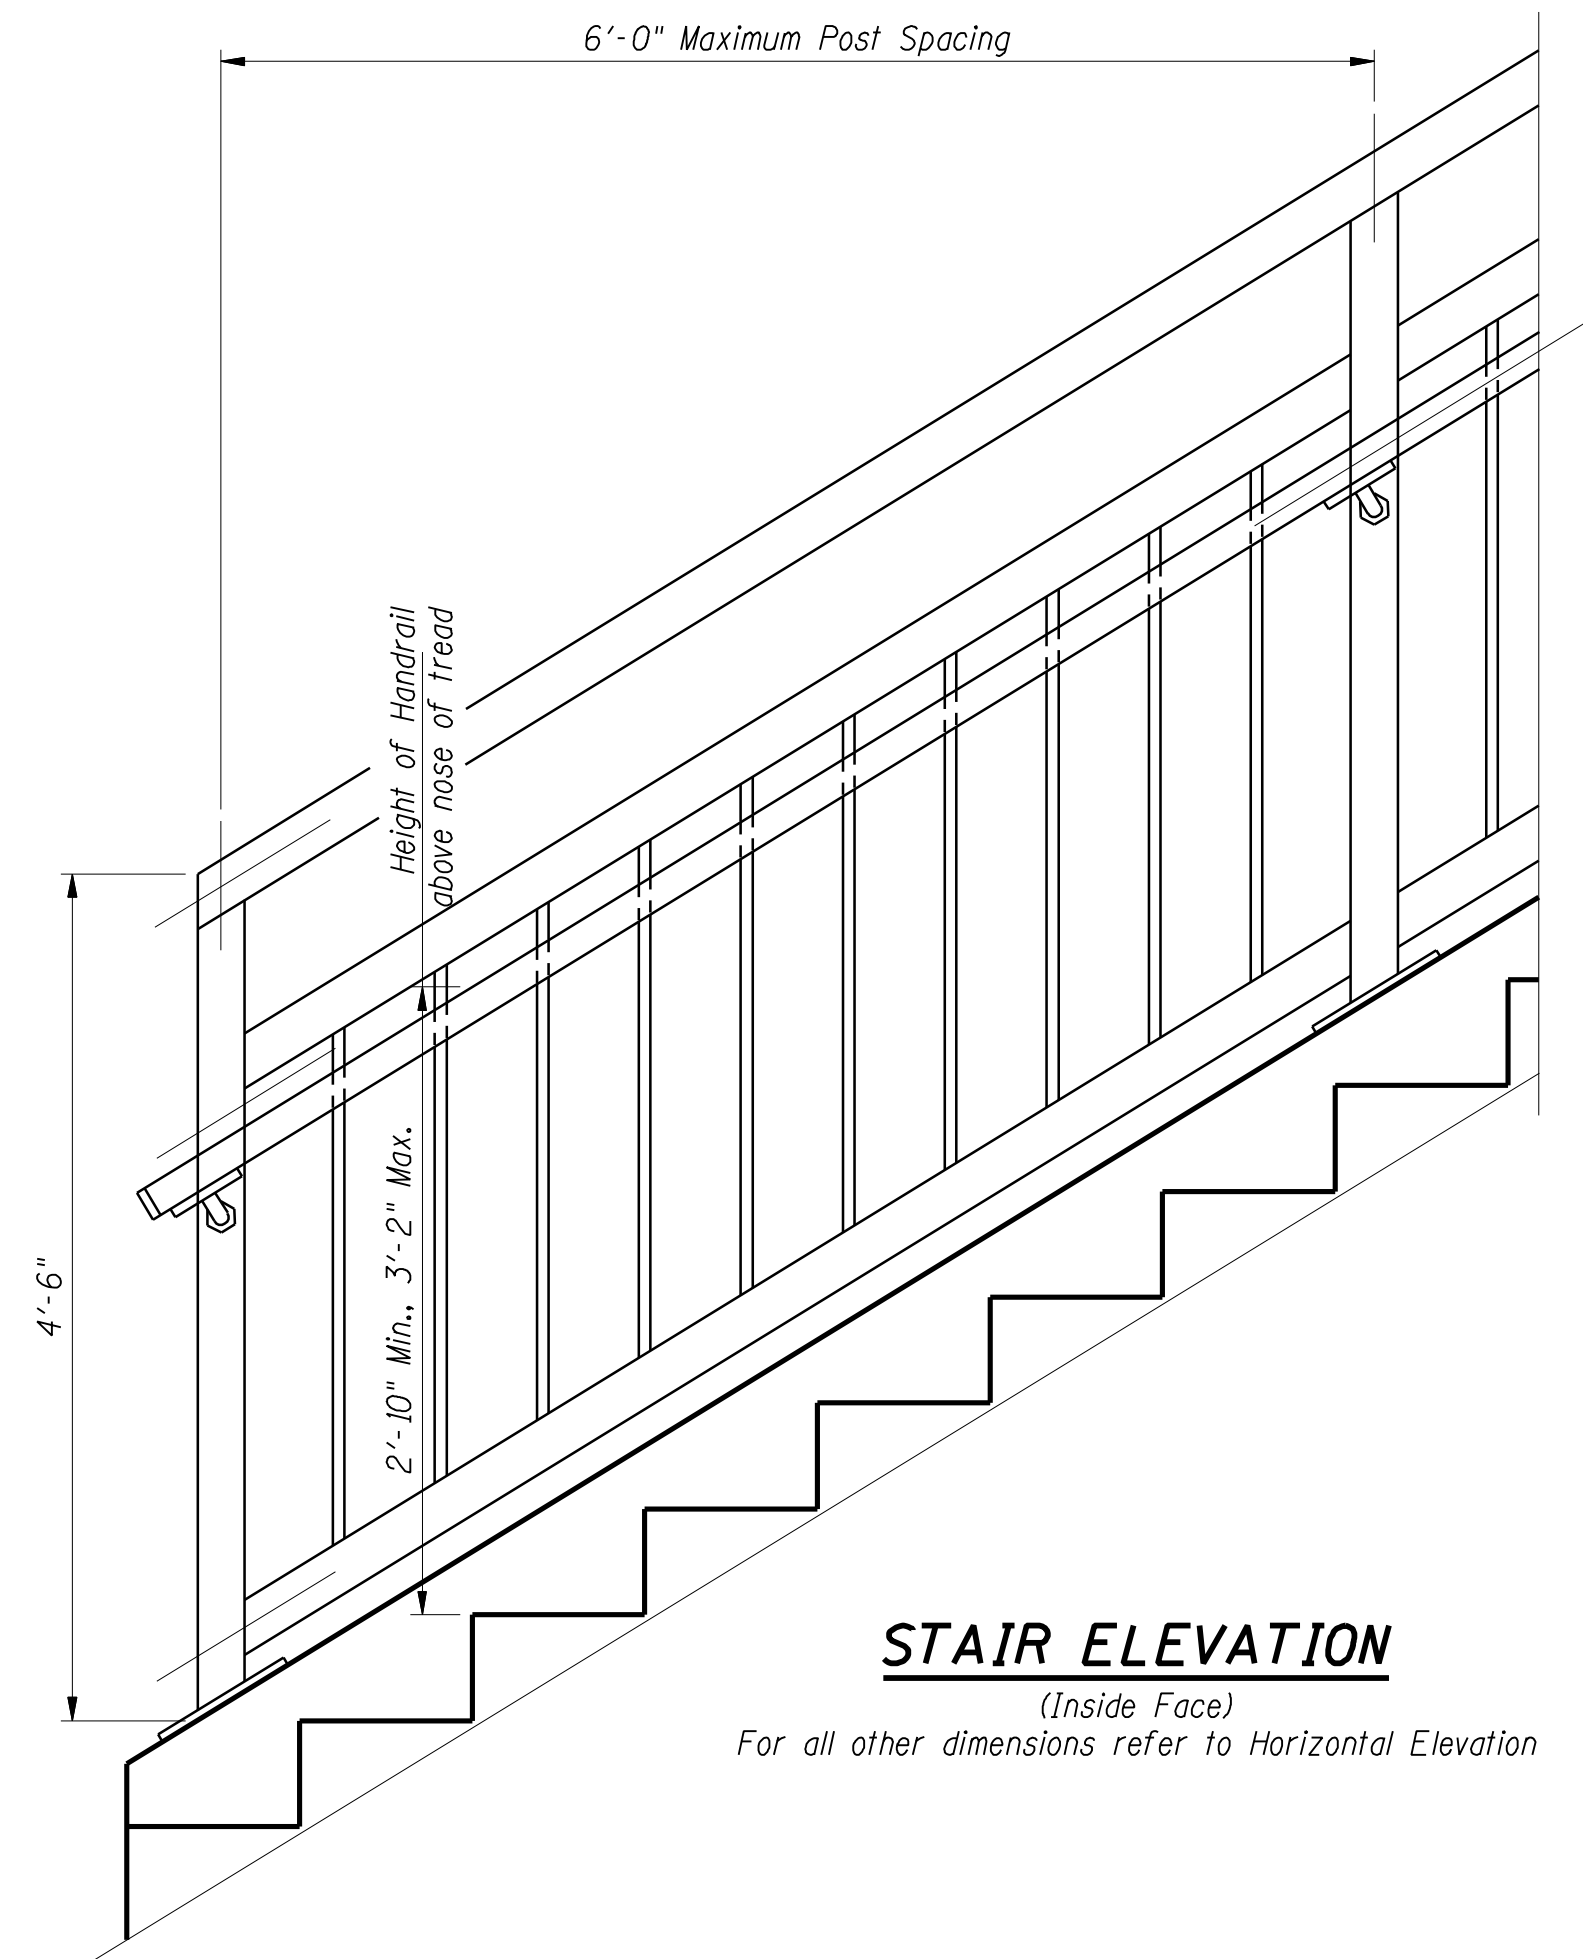 6'-0" Maximum Post Spacing
Height of Handrail
above nose of tread
2'-10" Min., 3'-2" Max.
4'-6"
STAIR ELEVATION
(Inside Face)
For all other dimensions refer to Horizontal Elevation